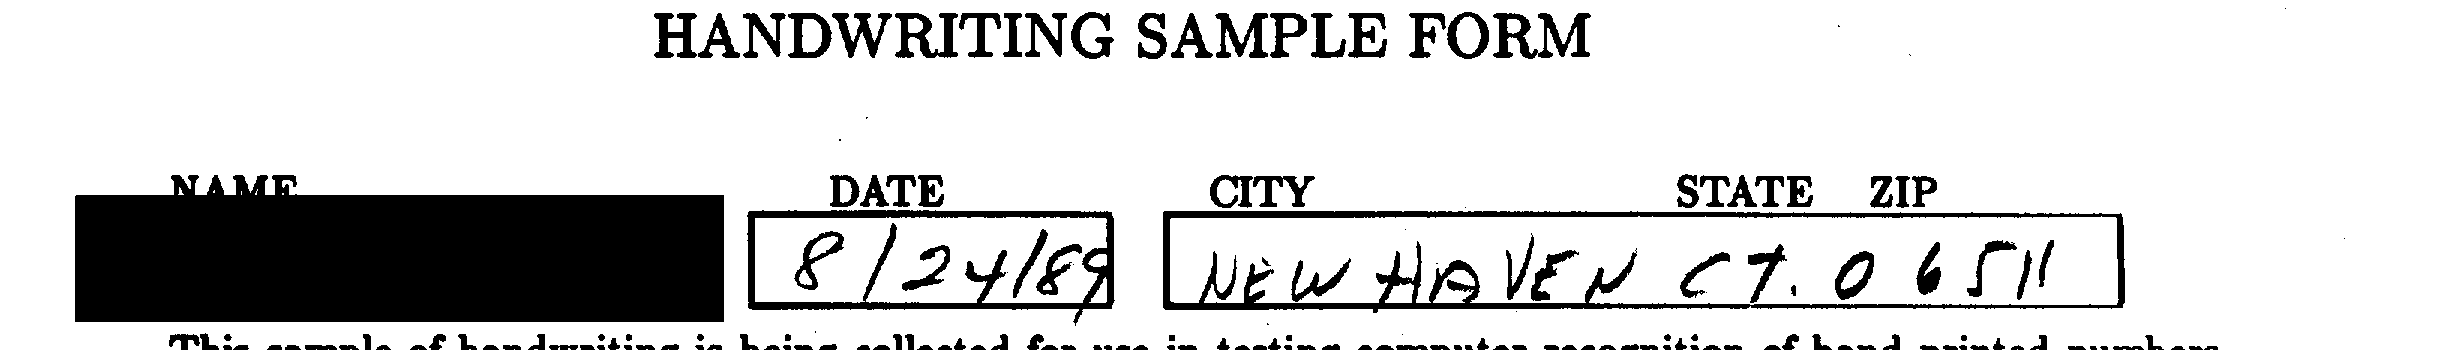 HANDWRITING SAMPLE FORM
NAME DATE CITY STATE ZIP
8/24/89 NEW HAVEN CT. 06511
This sample of handwriting is being collected for use in testing computer recognition of hand printed numbers